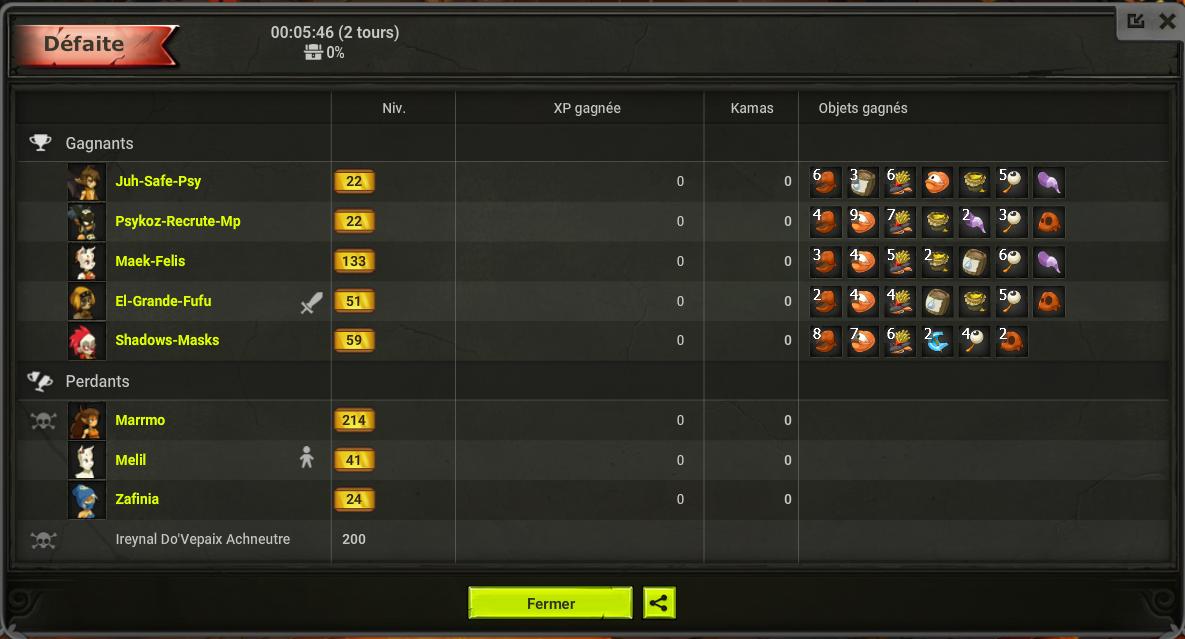 Défaite
00:05:46 (2 tours)
0%
Niv. XP gagnée Kamas Objets gagnés
Gagnants
Juh-Safe-Psy 22 0 0 6 3 6 5
Psykoz-Recrute-Mp 22 0 0 4 9 7 2 3
Maek-Felis 133 0 0 3 4 5 2 6
El-Grande-Fufu 51 0 0 2 4 4 5
Shadows-Masks 59 0 0 8 7 6 2 4 2
Perdants
Marrmo 214 0 0
Melil 41 0 0
Zafinia 24 0 0
Ireynal Do'Vepaix Achneutre 200
Fermer